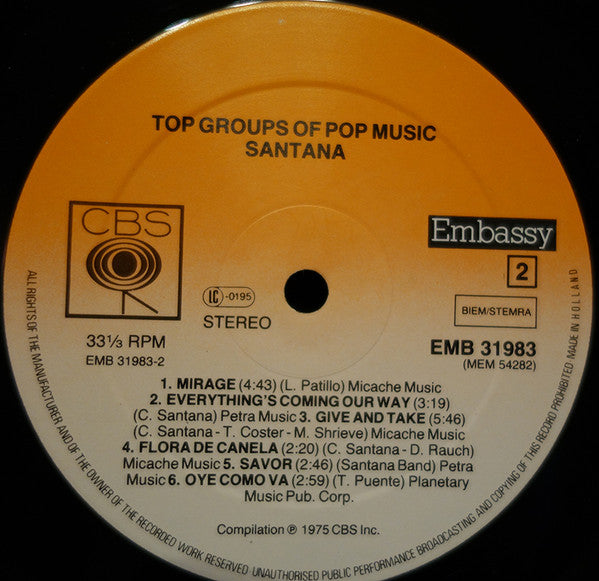 TOP GROUPS OF POP MUSIC
SANTANA
CBS
Embassy
2
LC -0195
STEREO
BIEM/STEMRA
33⅓ RPM
EMB 31983-2
EMB 31983
(MEM 54282)
1. MIRAGE (4:43) (L. Patillo) Micache Music
2. EVERYTHING'S COMING OUR WAY (3:19)
(C. Santana) Petra Music 3. GIVE AND TAKE (5:46)
(C. Santana - T. Coster - M. Shrieve) Micache Music
4. FLORA DE CANELA (2:20) (C. Santana - D. Rauch)
Micache Music 5. SAVOR (2:46) (Santana Band) Petra
Music 6. OYE COMO VA (2:59) (T. Puente) Planetary
Music Pub. Corp.
Compilation ℗ 1975 CBS Inc.
ALL RIGHTS OF THE MANUFACTURER AND OF THE OWNER OF THE RECORDED WORK RESERVED UNAUTHORISED PUBLIC PERFORMANCE BROADCASTING AND COPYING OF THIS RECORD PROHIBITED MADE IN HOLLAND